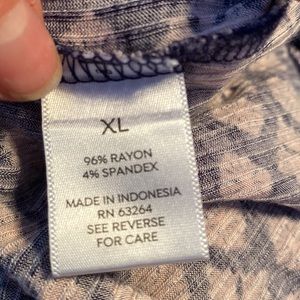 XL
96% RAYON
4% SPANDEX
MADE IN INDONESIA
RN 63264
SEE REVERSE
FOR CARE